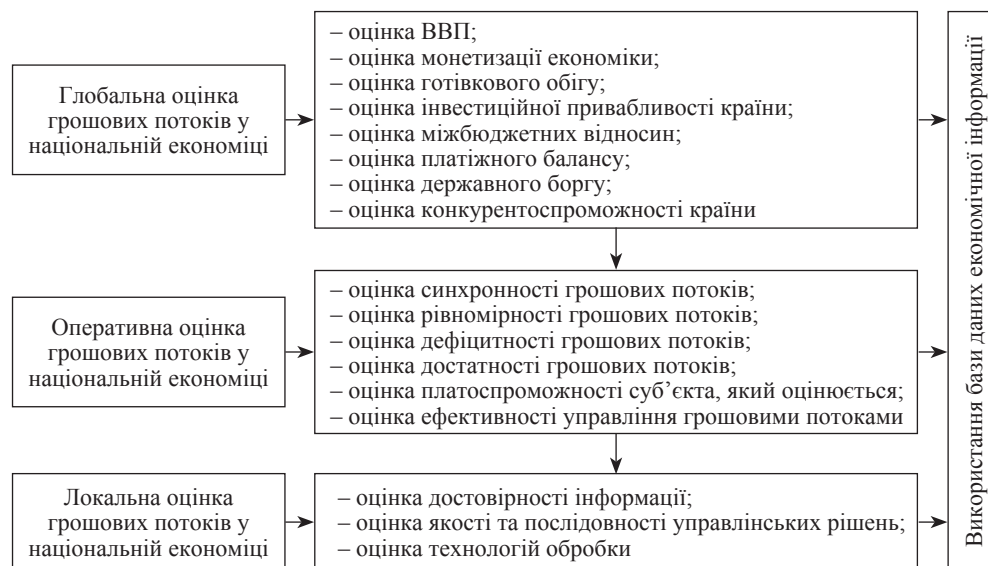 Глобальна оцінка
грошових потоків у
національній економіці
– оцінка ВВП;
– оцінка монетизації економіки;
– оцінка готівкового обігу;
– оцінка інвестиційної привабливості країни;
– оцінка міжбюджетних відносин;
– оцінка платіжного балансу;
– оцінка державного боргу;
– оцінка конкурентоспроможності країни
Оперативна оцінка
грошових потоків у
національній економіці
– оцінка синхронності грошових потоків;
– оцінка рівномірності грошових потоків;
– оцінка дефіцитності грошових потоків;
– оцінка достатності грошових потоків;
– оцінка платоспроможності суб’єкта, який оцінюється;
– оцінка ефективності управління грошовими потоками
Локальна оцінка
грошових потоків у
національній економіці
– оцінка достовірності інформації;
– оцінка якості та послідовності управлінських рішень;
– оцінка технологій обробки
Використання бази даних економічної інформації